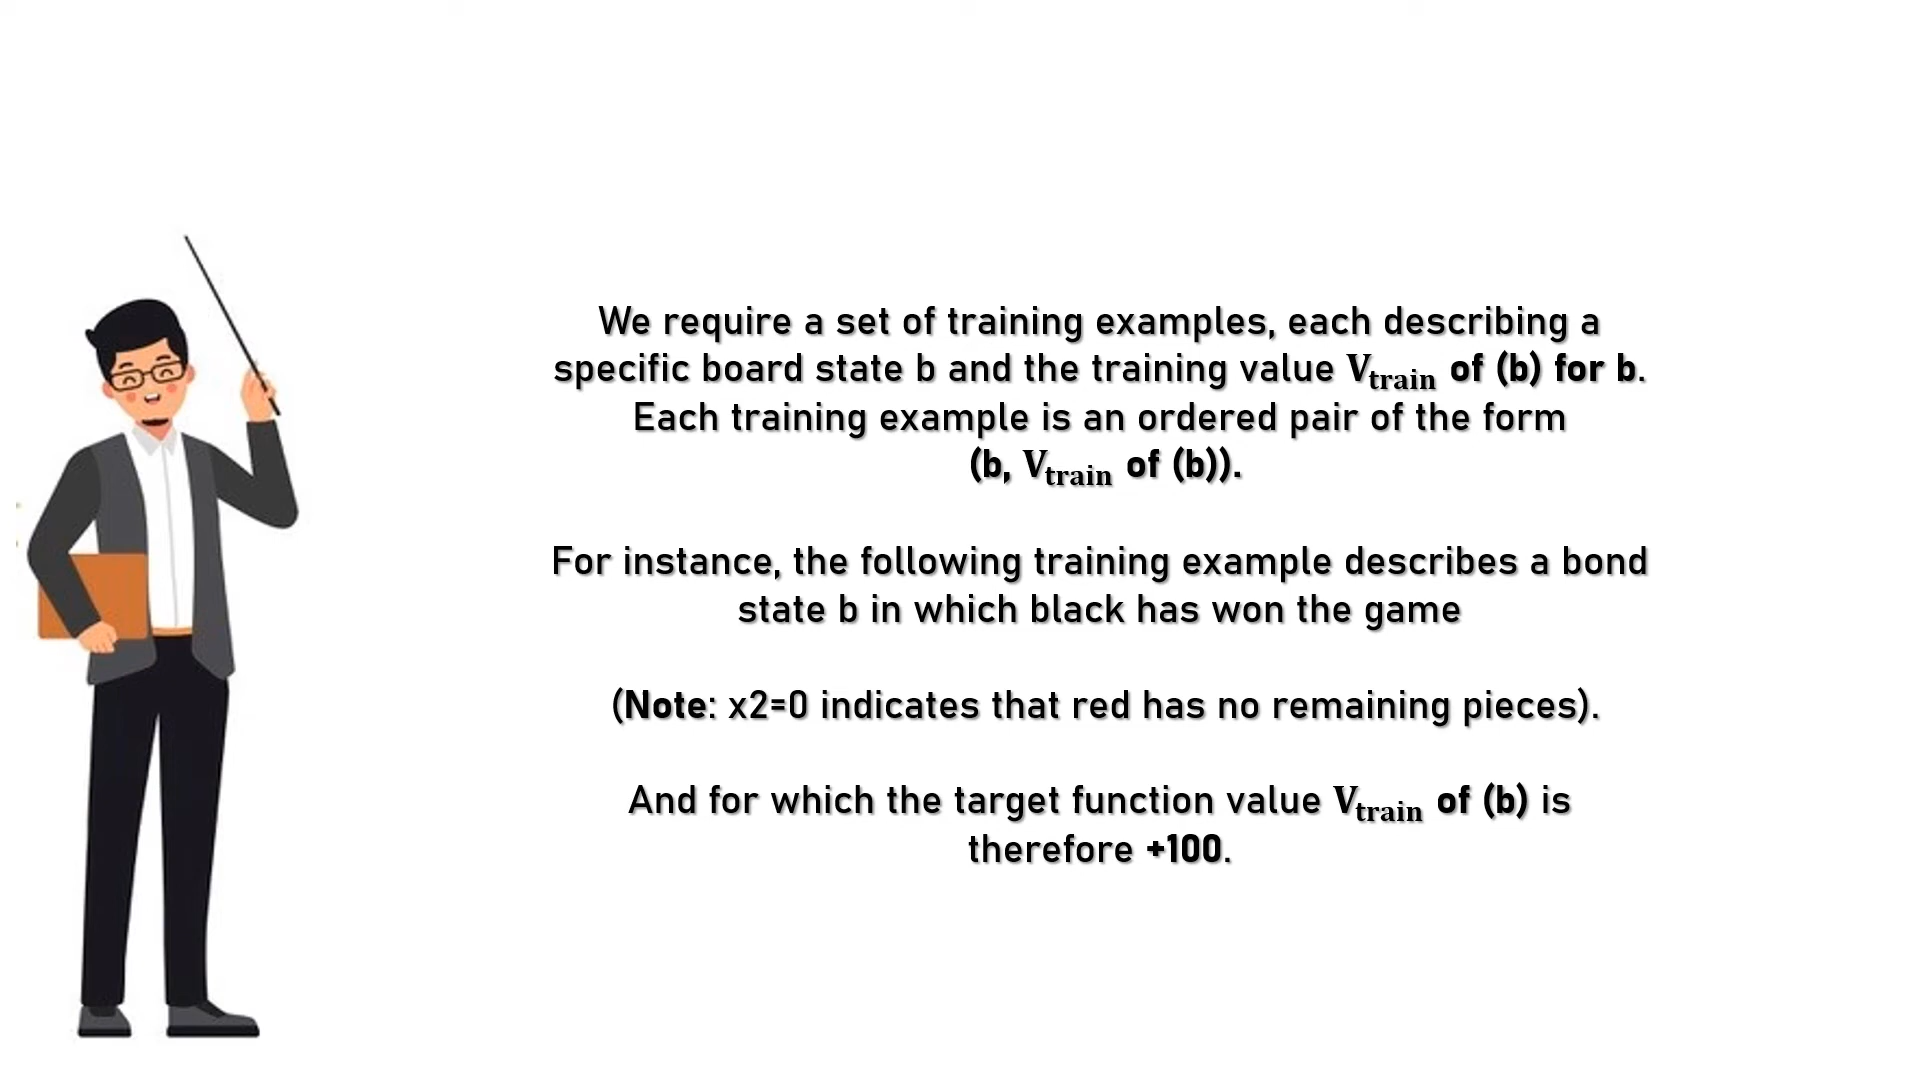 We require a set of training examples, each describing a
specific board state b and the training value Vtrain of (b) for b.
Each training example is an ordered pair of the form
(b, Vtrain of (b)).
For instance, the following training example describes a bond
state b in which black has won the game
(Note: x2=0 indicates that red has no remaining pieces).
And for which the target function value Vtrain of (b) is
therefore +100.